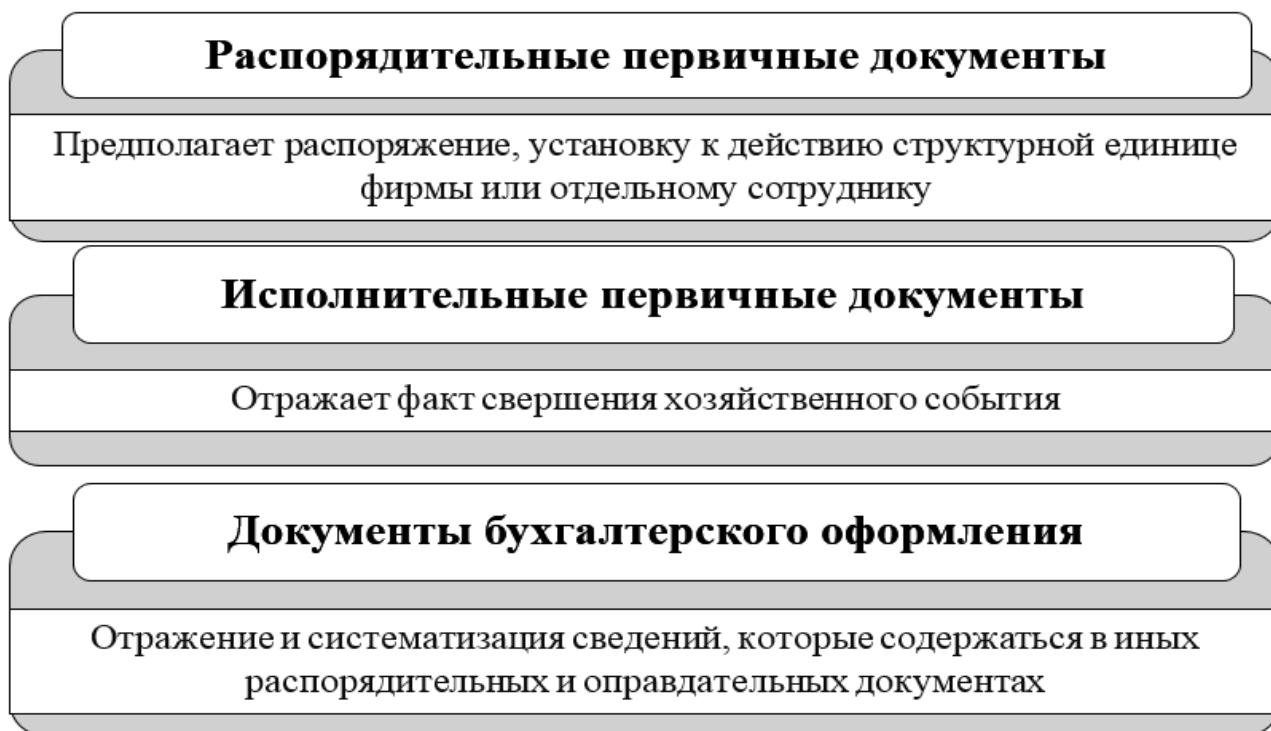 Распорядительные первичные документы
Предполагает распоряжение, установку к действию структурной единице
фирмы или отдельному сотруднику
Исполнительные первичные документы
Отражает факт свершения хозяйственного события
Документы бухгалтерского оформления
Отражение и систематизация сведений, которые содержаться в иных
распорядительных и оправдательных документах